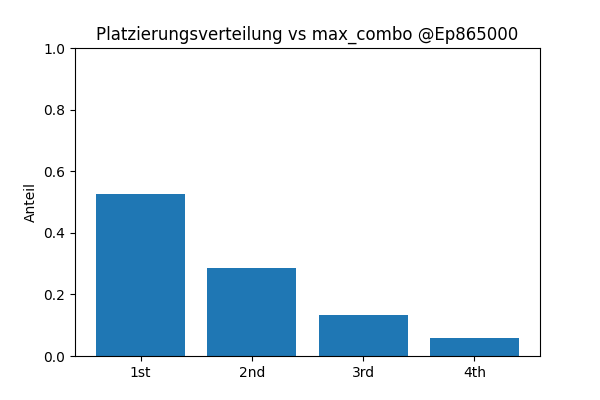 Platzierungsverteilung vs max_combo @Ep865000
1.0
0.8
0.6
0.4
0.2
0.0
Anteil
1st
2nd
3rd
4th